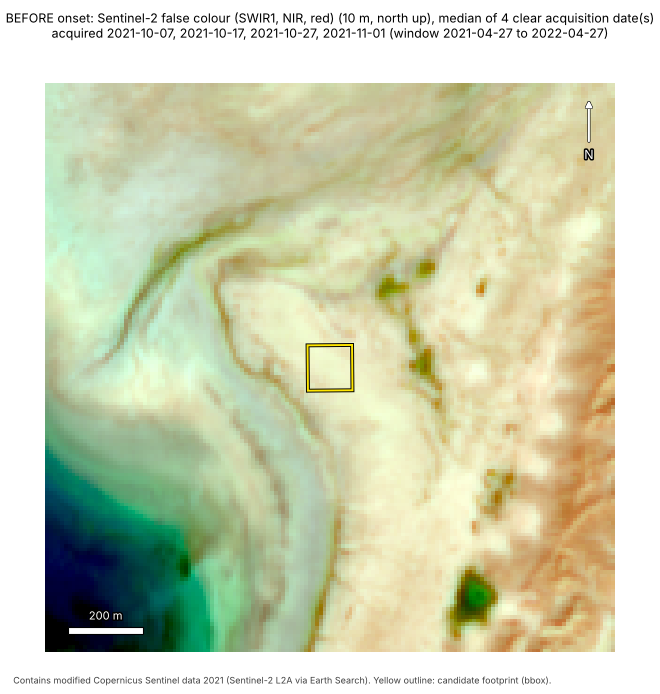 BEFORE onset: Sentinel-2 false colour (SWIR1, NIR, red) (10 m, north up), median of 4 clear acquisition date(s)
acquired 2021-10-07, 2021-10-17, 2021-10-27, 2021-11-01 (window 2021-04-27 to 2022-04-27)
N
200 m
Contains modified Copernicus Sentinel data 2021 (Sentinel-2 L2A via Earth Search). Yellow outline: candidate footprint (bbox).